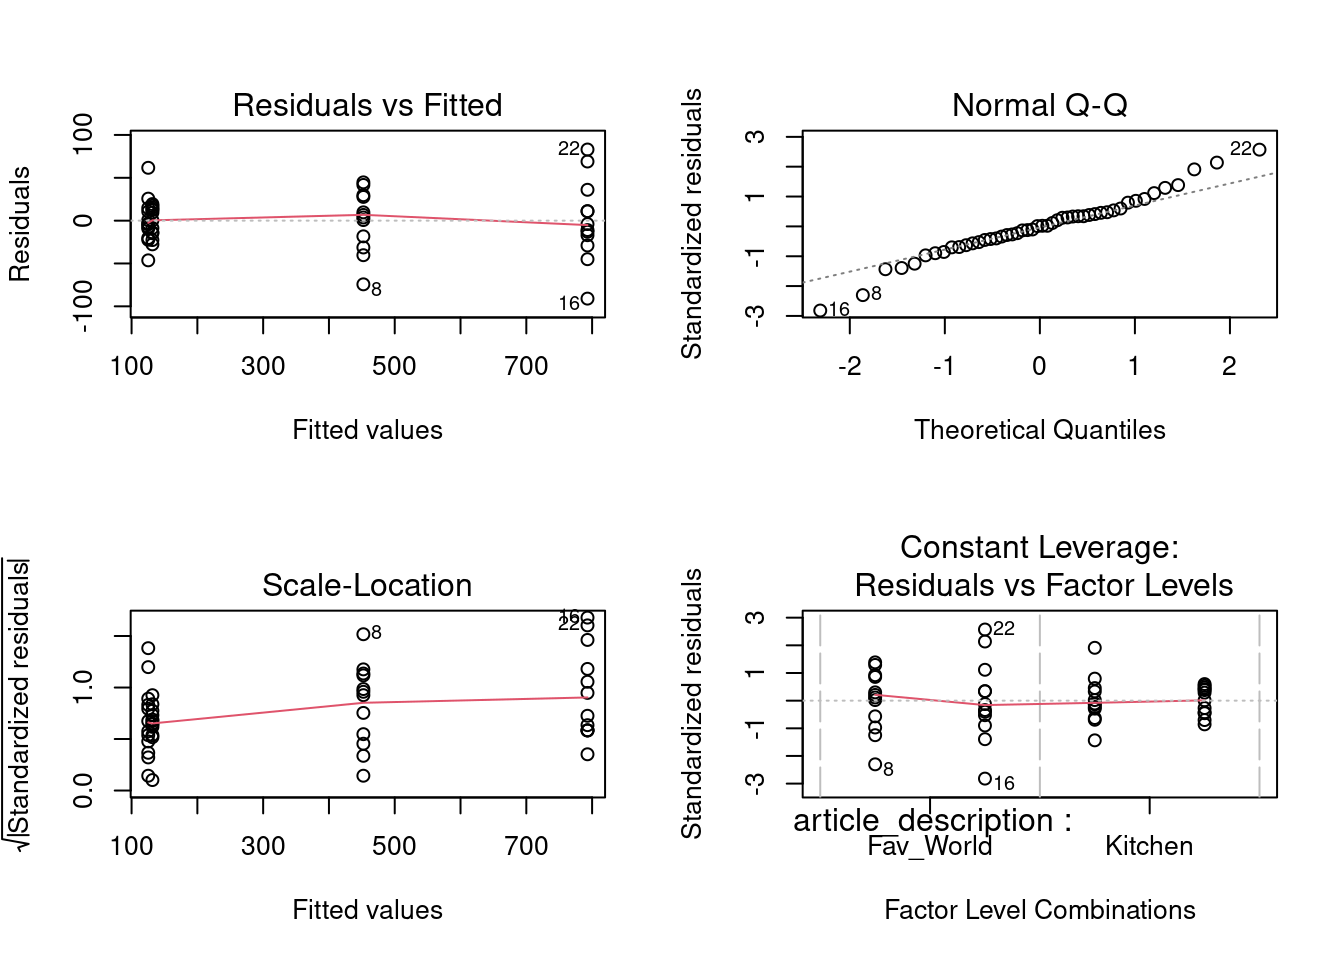 Residuals vs Fitted
Residuals
100
0
-100
22
8
16
100
300
500
700
Fitted values
Normal Q-Q
Standardized residuals
3
1
-1
-3
22
8
16
-2
-1
0
1
2
Theoretical Quantiles
Scale-Location
√|Standardized residuals|
1.0
0.0
16
22
8
100
300
500
700
Fitted values
Constant Leverage:
Residuals vs Factor Levels
Standardized residuals
3
1
-1
-3
22
8
16
article_description :
Fav_World
Kitchen
Factor Level Combinations